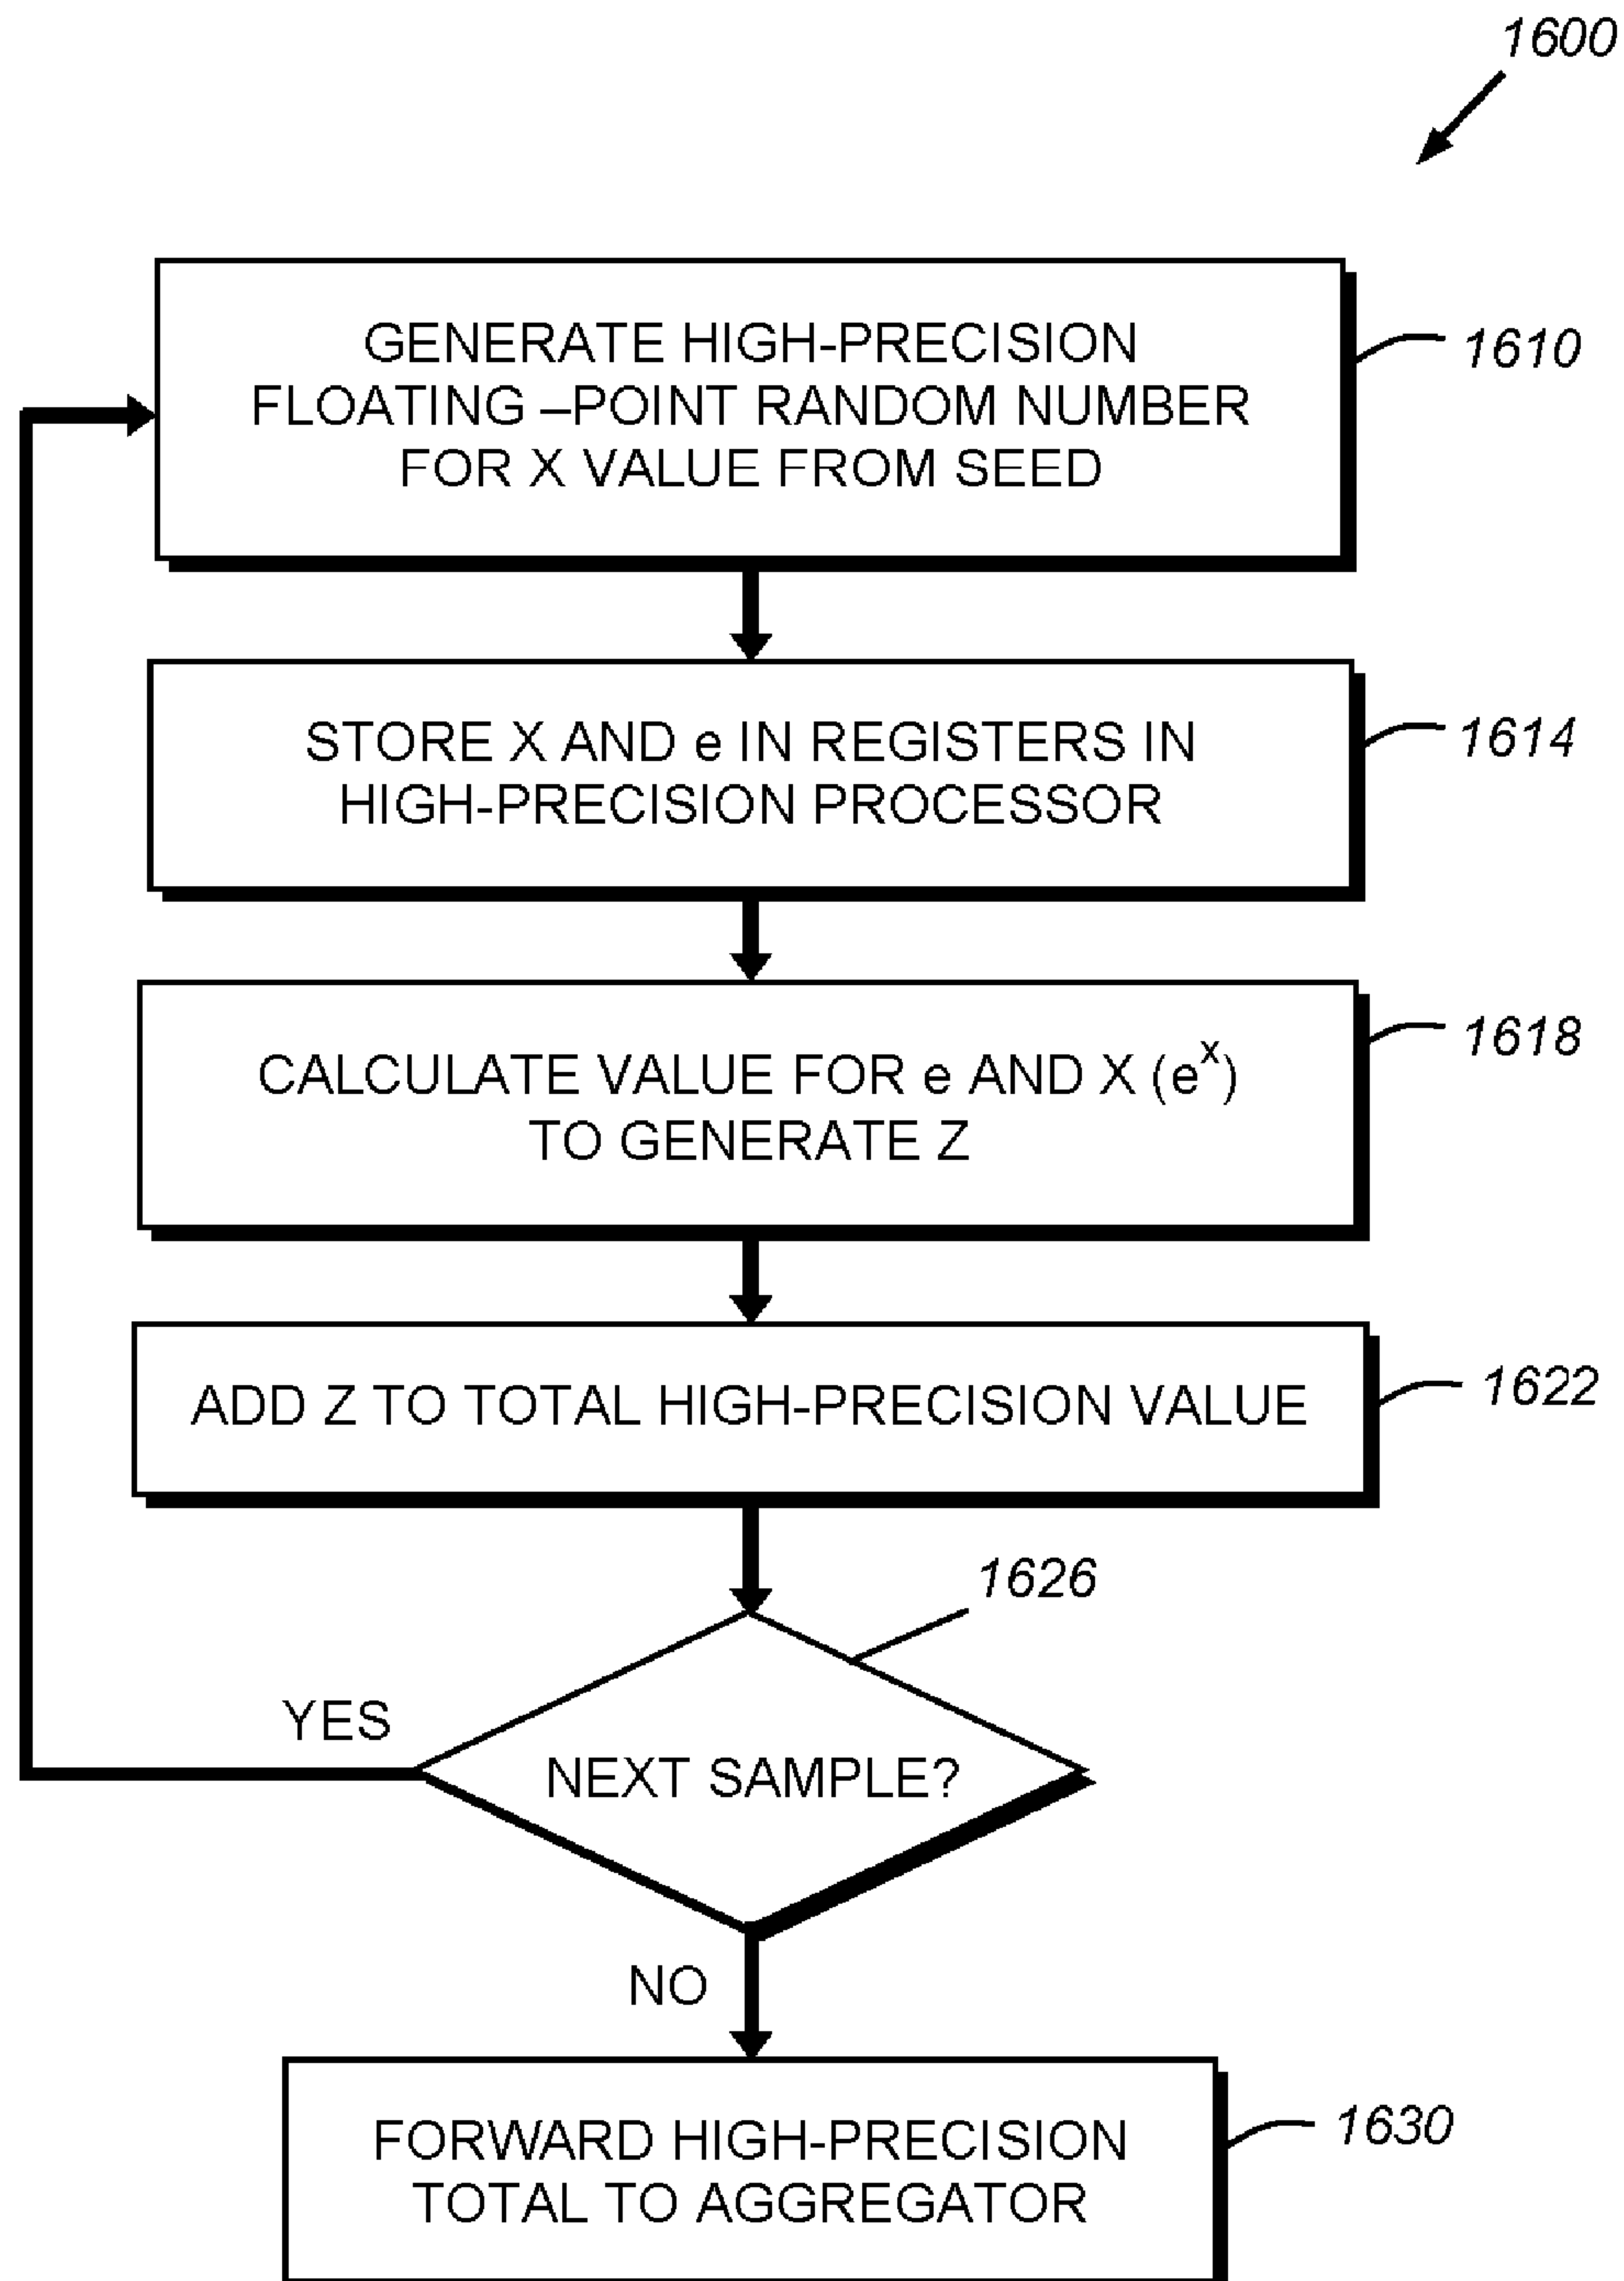 1600
GENERATE HIGH-PRECISION
FLOATING –POINT RANDOM NUMBER
FOR X VALUE FROM SEED
1610
STORE X AND e IN REGISTERS IN
HIGH-PRECISION PROCESSOR
1614
CALCULATE VALUE FOR e AND X (e^x)
TO GENERATE Z
1618
ADD Z TO TOTAL HIGH-PRECISION VALUE
1622
1626
YES
NEXT SAMPLE?
NO
FORWARD HIGH-PRECISION
TOTAL TO AGGREGATOR
1630